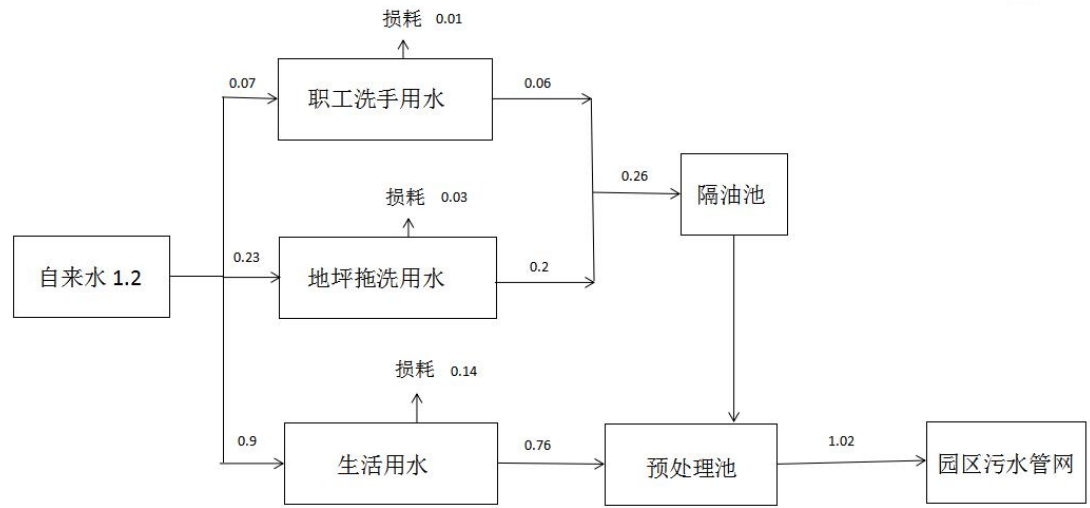 损耗 0.01
0.07
职工洗手用水
0.06
0.26
隔油池
损耗 0.03
自来水 1.2
0.23
地坪拖洗用水
0.2
损耗 0.14
0.9
生活用水
0.76
预处理池
1.02
园区污水管网